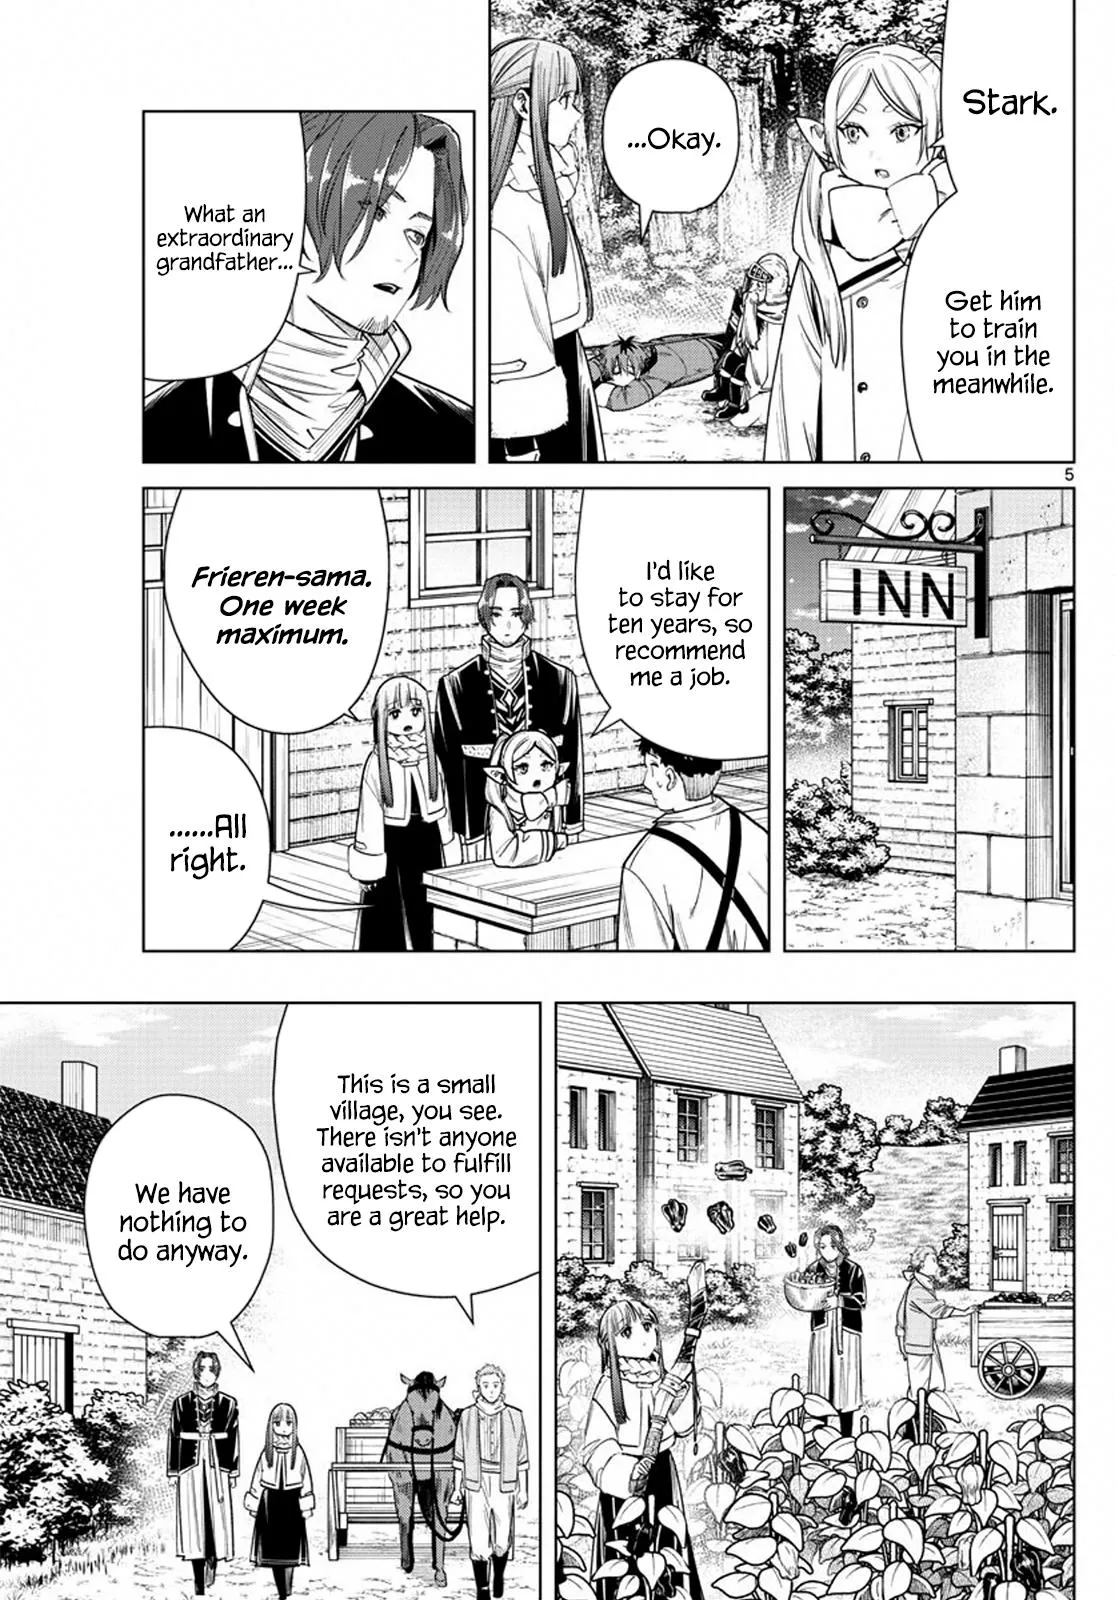 Stark.
Get him
to train
you in the
meanwhile.
...Okay.
What an
extraordinary
grandfather...
5
INN
I'd like
to stay for
ten years, so
recommend
me a job.
Frieren-sama.
One week
maximum.
......All
right.
This is a small
village, you see.
There isn't anyone
available to fulfill
requests, so you
are a great help.
We have
nothing to
do anyway.